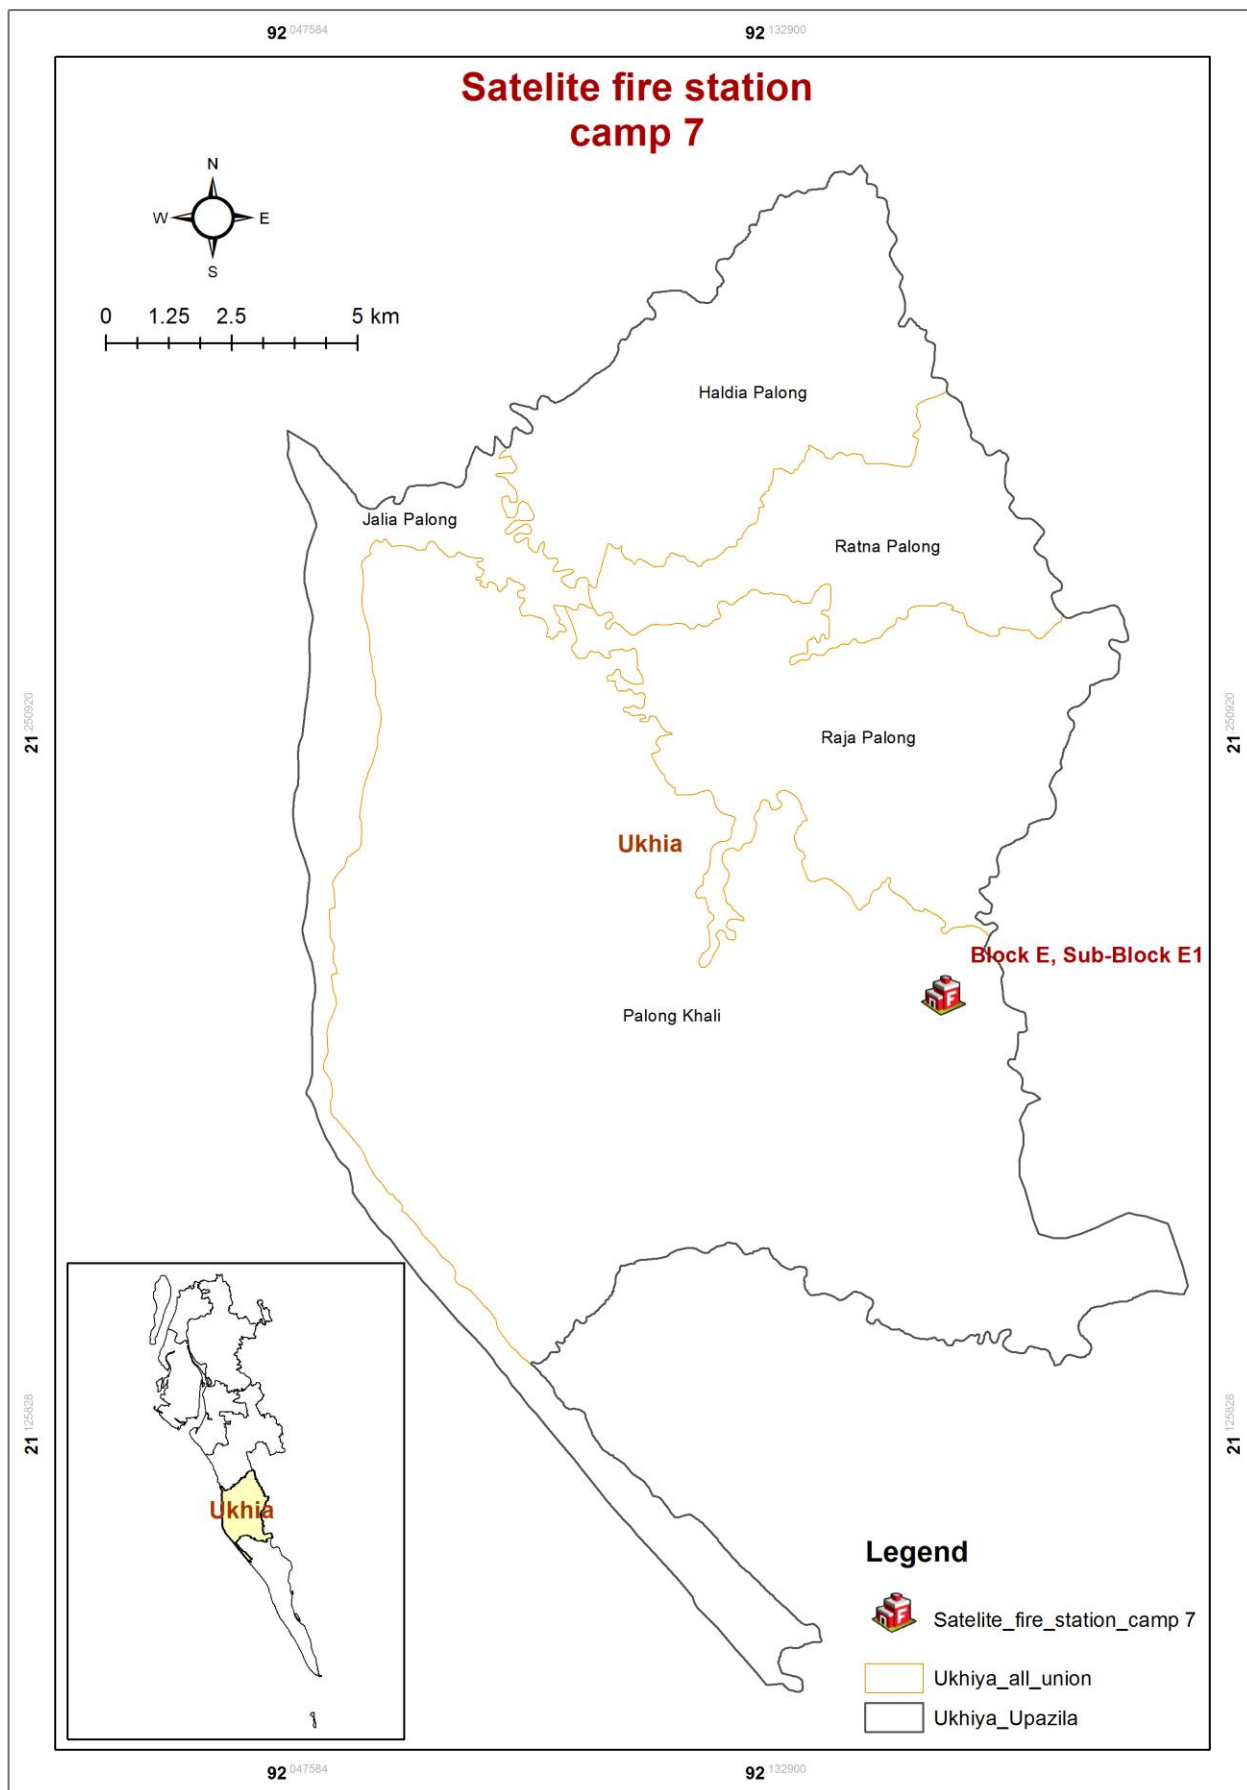 92 047584
92 132900
Satelite fire station
camp 7
N
W E
S
0 1.25 2.5 5 km
Haldia Palong
Jalia Palong
Ratna Palong
21 250920
21 250920
Raja Palong
Ukhia
Block E, Sub-Block E1
F
Palong Khali
21 125828
21 125828
Ukhia
Legend
F
Satelite_fire_station_camp 7
Ukhiya_all_union
Ukhiya_Upazila
92 047584
92 132900